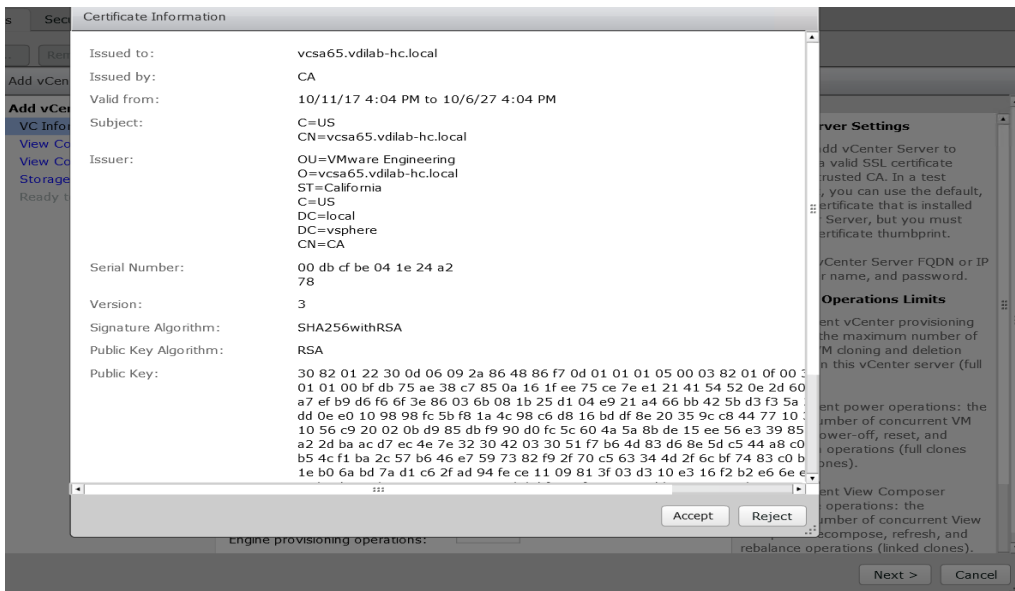 Certificate Information
Issued to: vcsa65.vdilab-hc.local
Issued by: CA
Valid from: 10/11/17 4:04 PM to 10/6/27 4:04 PM
Subject: C=US
CN=vcsa65.vdilab-hc.local
Issuer: OU=VMware Engineering
O=vcsa65.vdilab-hc.local
ST=California
C=US
DC=local
DC=vsphere
CN=CA
Serial Number: 00 db cf be 04 1e 24 a2
78
Version: 3
Signature Algorithm: SHA256withRSA
Public Key Algorithm: RSA
Public Key: 30 82 01 22 30 0d 06 09 2a 86 48 86 f7 0d 01 01 01 05 00 03 82 01 0f 00
01 01 00 bf db 75 ae 38 c7 85 0a 16 1f ee 75 ce 7e e1 21 41 54 52 0e 2d 60
a7 ef b9 d6 f6 6f 3e 86 03 6b 08 1b 25 d1 04 e9 21 a4 66 bb 42 5b d3 f3 5a
dd 0e e0 10 98 98 fc 5b f8 1a 4c 98 c6 d8 16 bd df 8e 20 35 9c c8 44 77 10
10 56 c9 20 02 0b d9 85 db f9 90 d0 fc 5c 60 4a 5a 8b de 15 ee 56 e3 39 85
a2 2d ba ac d7 ec 4e 7e 32 30 42 03 30 51 f7 b6 4d 83 d6 8e 5d c5 44 a8 c0
b5 4c f1 ba 2c 57 b6 46 e7 59 73 82 f9 2f 70 c5 63 34 4d 2f 6c bf 74 83 c0
1e b0 6a bd 7a d1 c6 2f ad 94 fe ce 11 09 81 3f 03 d3 10 e3 16 f2 b2 e6 6e
Accept Reject
Add vCen
Add vCe
VC Info
View Co
View Co
Storage
Ready t
Engine provisioning operations:
rver Settings
add vCenter Server to
a valid SSL certificate
rusted CA. In a test
, you can use the default,
ertificate that is installed
Server, but you must
ertificate thumbprint.
vCenter Server FQDN or IP
r name, and password.
Operations Limits
ent vCenter provisioning
the maximum number of
VM cloning and deletion
n this vCenter server (full
ent power operations: the
umber of concurrent VM
ower-off, reset, and
operations (full clones
ones).
ent View Composer
operations: the
umber of concurrent View
ecompose, refresh, and
rebalance operations (linked clones).
Next > Cancel